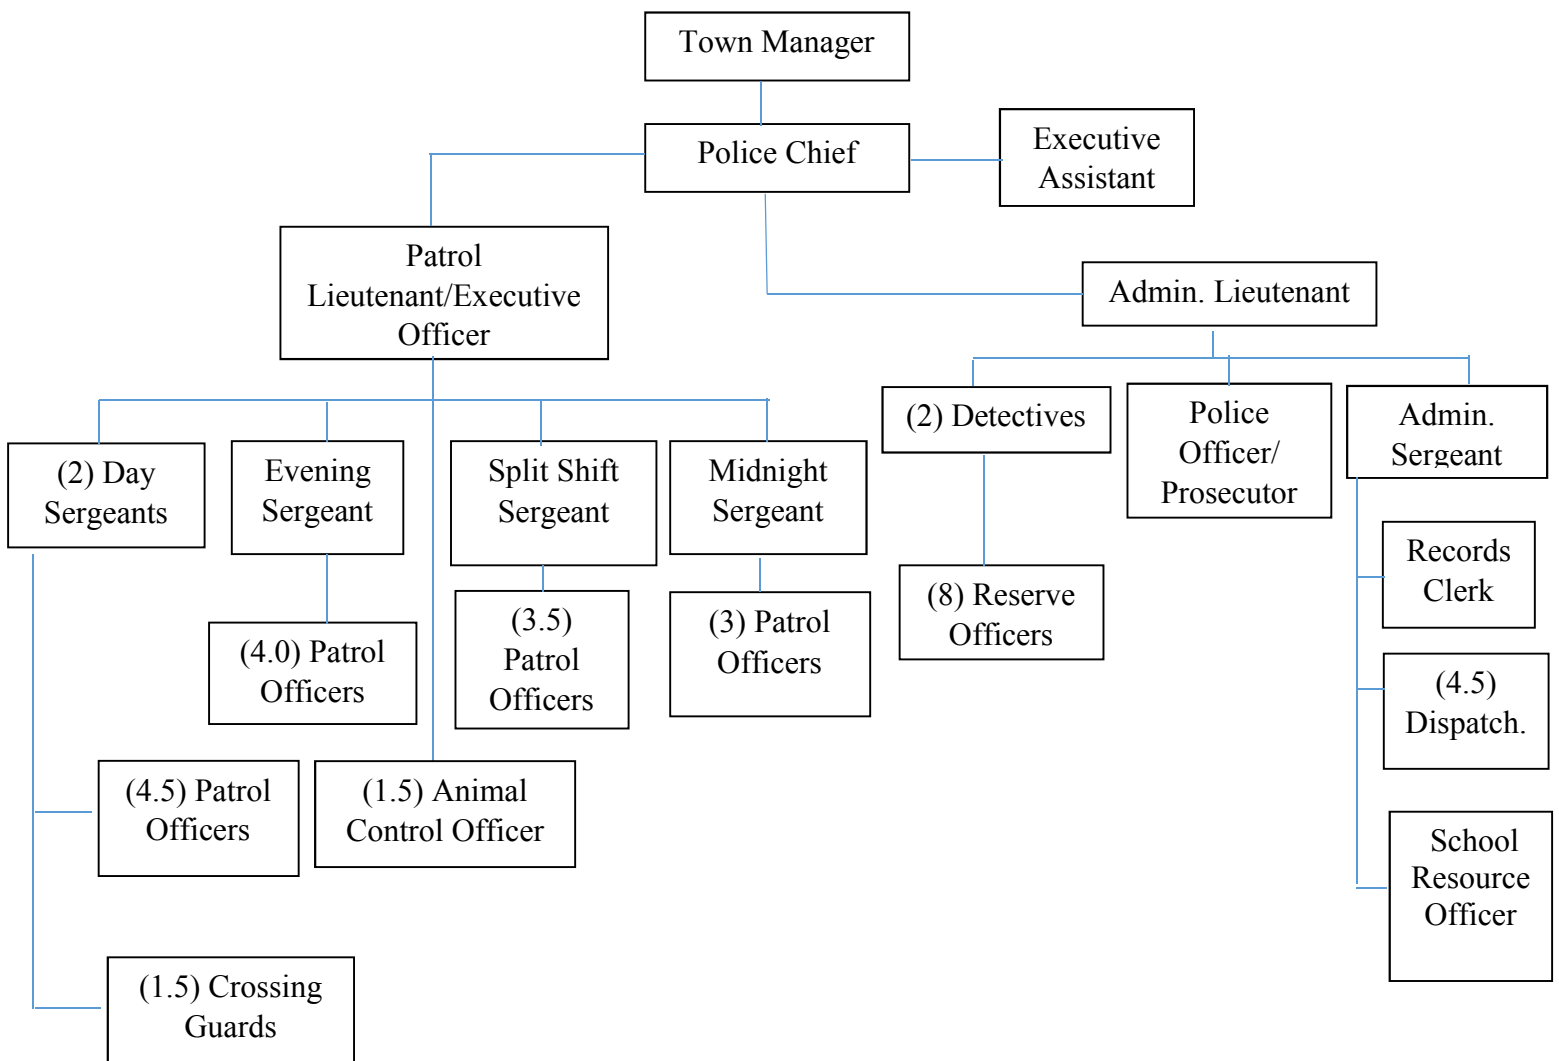 Town Manager
Police Chief
Executive
Assistant
Patrol
Lieutenant/Executive
Officer
Admin. Lieutenant
(2) Day
Sergeants
Evening
Sergeant
Split Shift
Sergeant
Midnight
Sergeant
(2) Detectives
Police
Officer/
Prosecutor
Admin.
Sergeant
(4.0) Patrol
Officers
(3.5)
Patrol
Officers
(3) Patrol
Officers
(8) Reserve
Officers
Records
Clerk
(4.5)
Dispatch.
(4.5) Patrol
Officers
(1.5) Animal
Control Officer
School
Resource
Officer
(1.5) Crossing
Guards